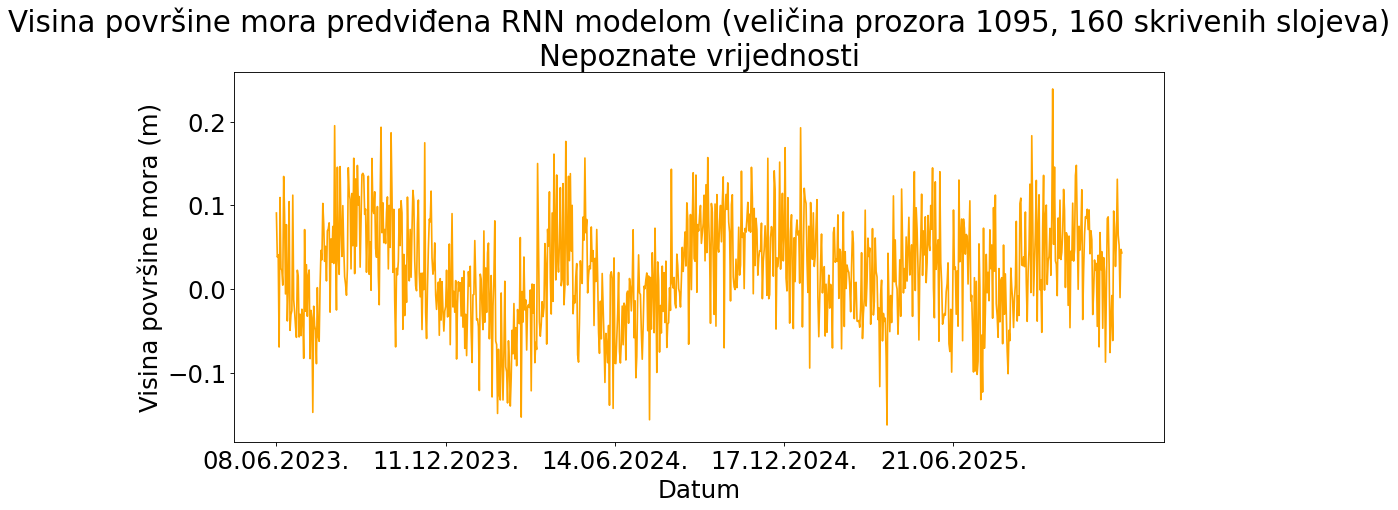 Visina površine mora predviđena RNN modelom (veličina prozora 1095, 160 skrivenih slojeva)
Nepoznate vrijednosti
Visina površine mora (m)
0.2
0.1
0.0
−0.1
08.06.2023. 11.12.2023. 14.06.2024. 17.12.2024. 21.06.2025.
Datum